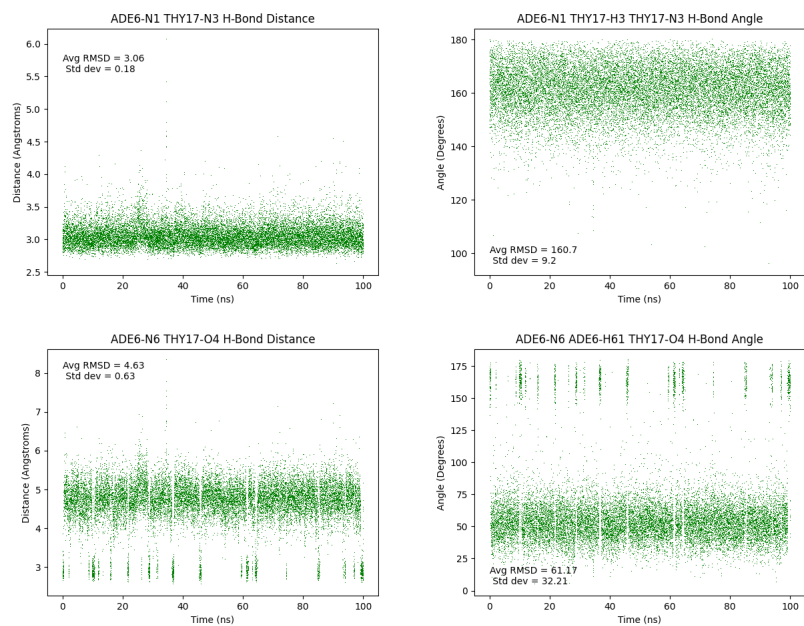 ADE6-N1 THY17-N3 H-Bond Distance
6.0
5.5
5.0
4.5
4.0
3.5
3.0
2.5
Distance (Angstroms)
Avg RMSD = 3.06
Std dev = 0.18
0 20 40 60 80 100
Time (ns)
ADE6-N1 THY17-H3 THY17-N3 H-Bond Angle
180
160
140
120
100
Angle (Degrees)
Avg RMSD = 160.7
Std dev = 9.2
0 20 40 60 80 100
Time (ns)
ADE6-N6 THY17-O4 H-Bond Distance
8
7
6
5
4
3
Distance (Angstroms)
Avg RMSD = 4.63
Std dev = 0.63
0 20 40 60 80 100
Time (ns)
ADE6-N6 ADE6-H61 THY17-O4 H-Bond Angle
175
150
125
100
75
50
25
0
Angle (Degrees)
Avg RMSD = 61.17
Std dev = 32.21
0 20 40 60 80 100
Time (ns)